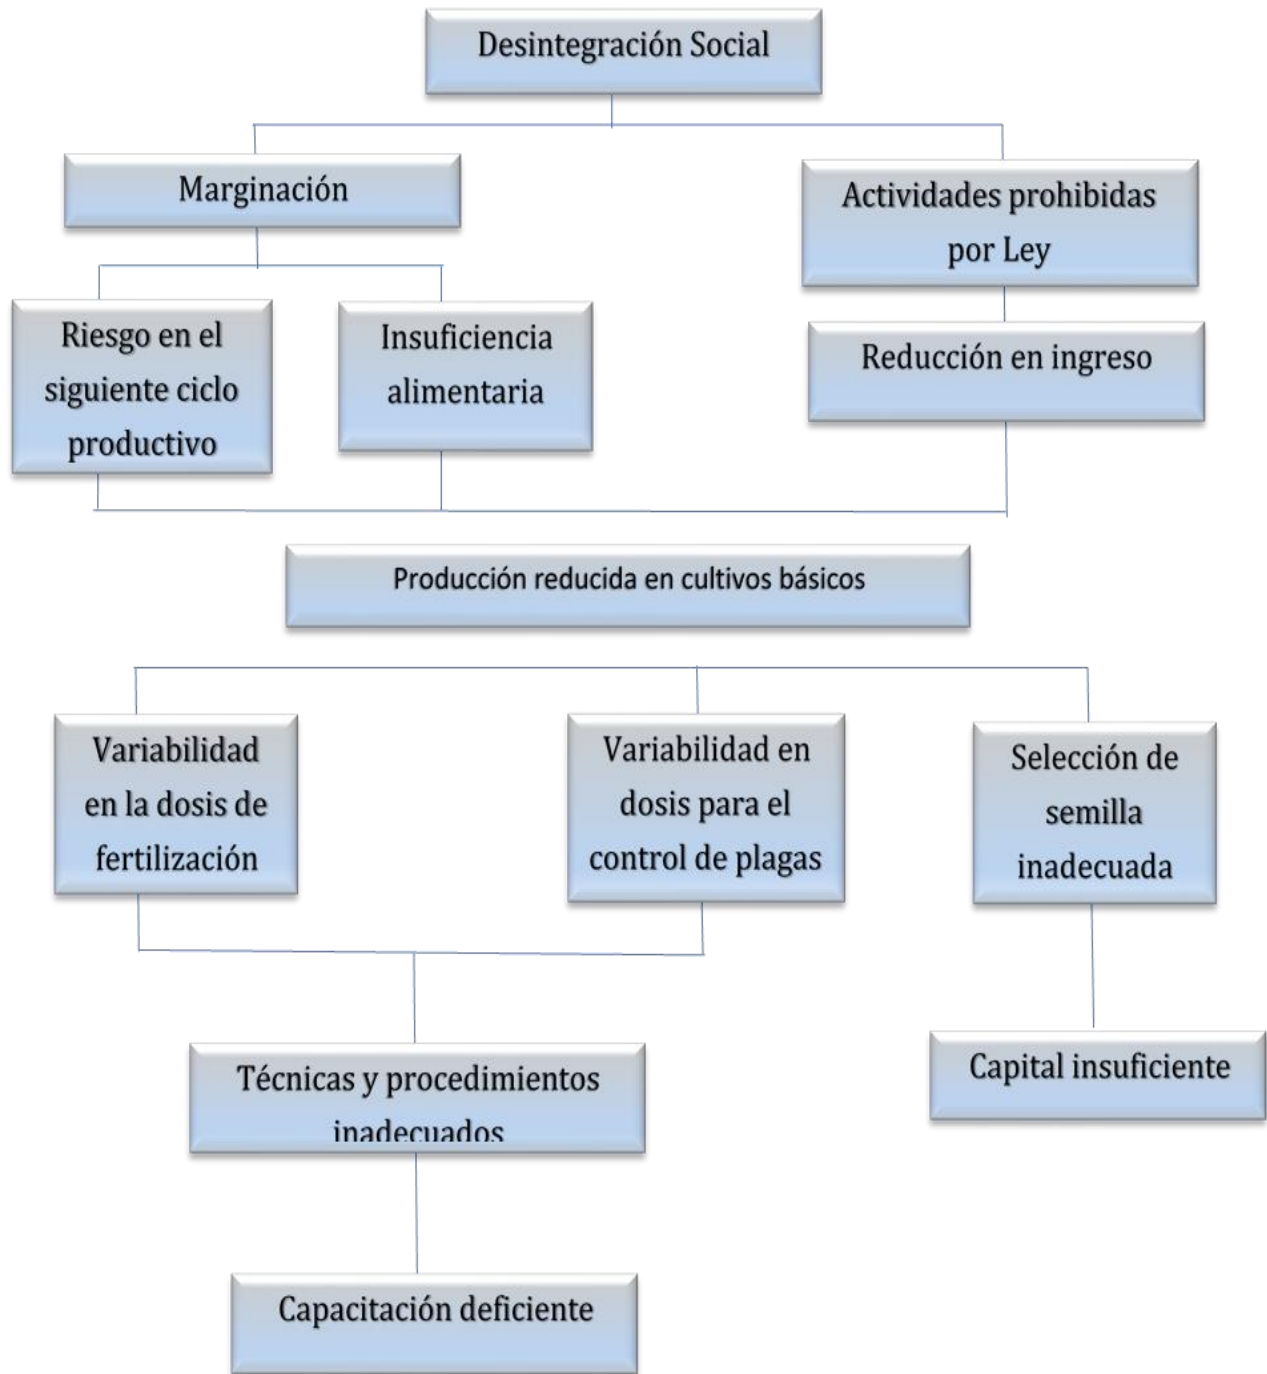 Desintegración Social
Marginación
Actividades prohibidas
por Ley
Riesgo en el
siguiente ciclo
productivo
Insuficiencia
alimentaria
Reducción en ingreso
Producción reducida en cultivos básicos
Variabilidad
en la dosis de
fertilización
Variabilidad en
dosis para el
control de plagas
Selección de
semilla
inadecuada
Técnicas y procedimientos
inadecuados
Capital insuficiente
Capacitación deficiente